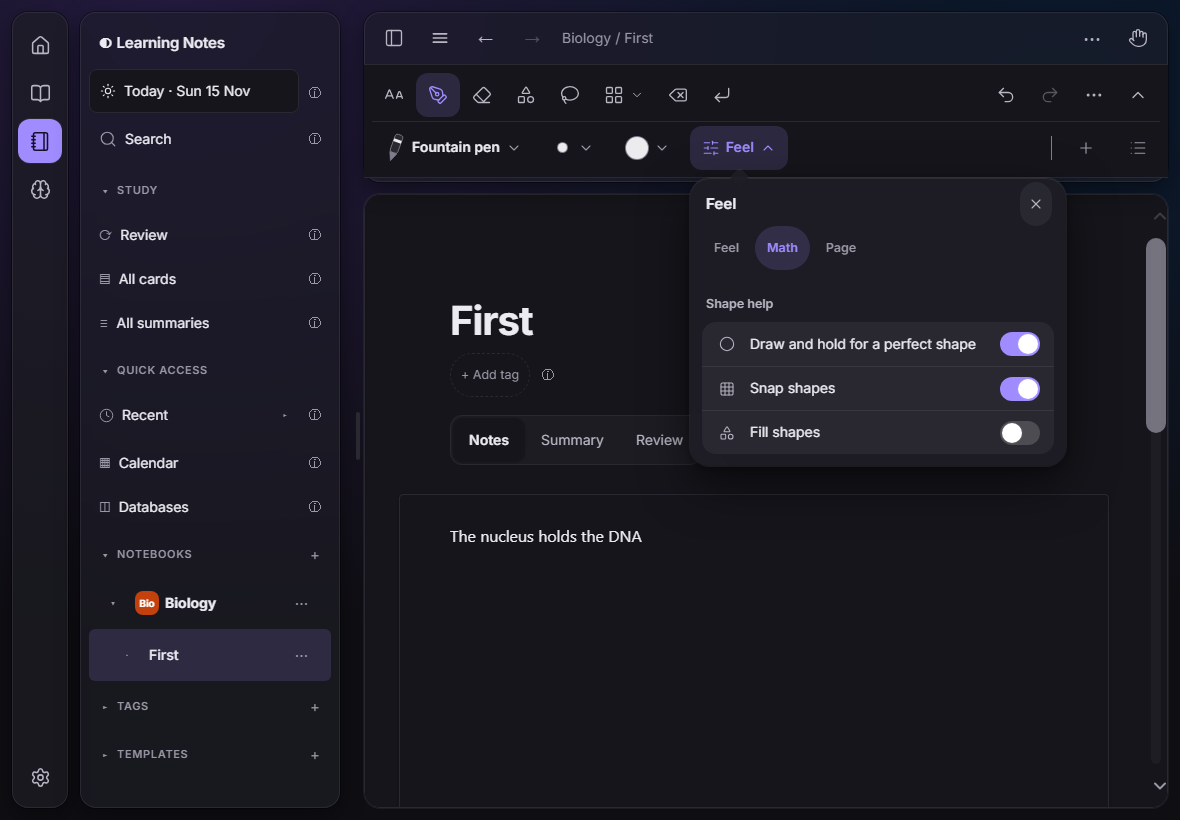 Learning Notes
Today · Sun 15 Nov
Search
STUDY
Review
All cards
All summaries
QUICK ACCESS
Recent
Calendar
Databases
NOTEBOOKS
Bio Biology
First
TAGS
TEMPLATES
Biology / First
AA
Fountain pen
Feel
Feel
Feel Math Page
Shape help
Draw and hold for a perfect shape
Snap shapes
Fill shapes
First
+ Add tag
Notes Summary Review
The nucleus holds the DNA